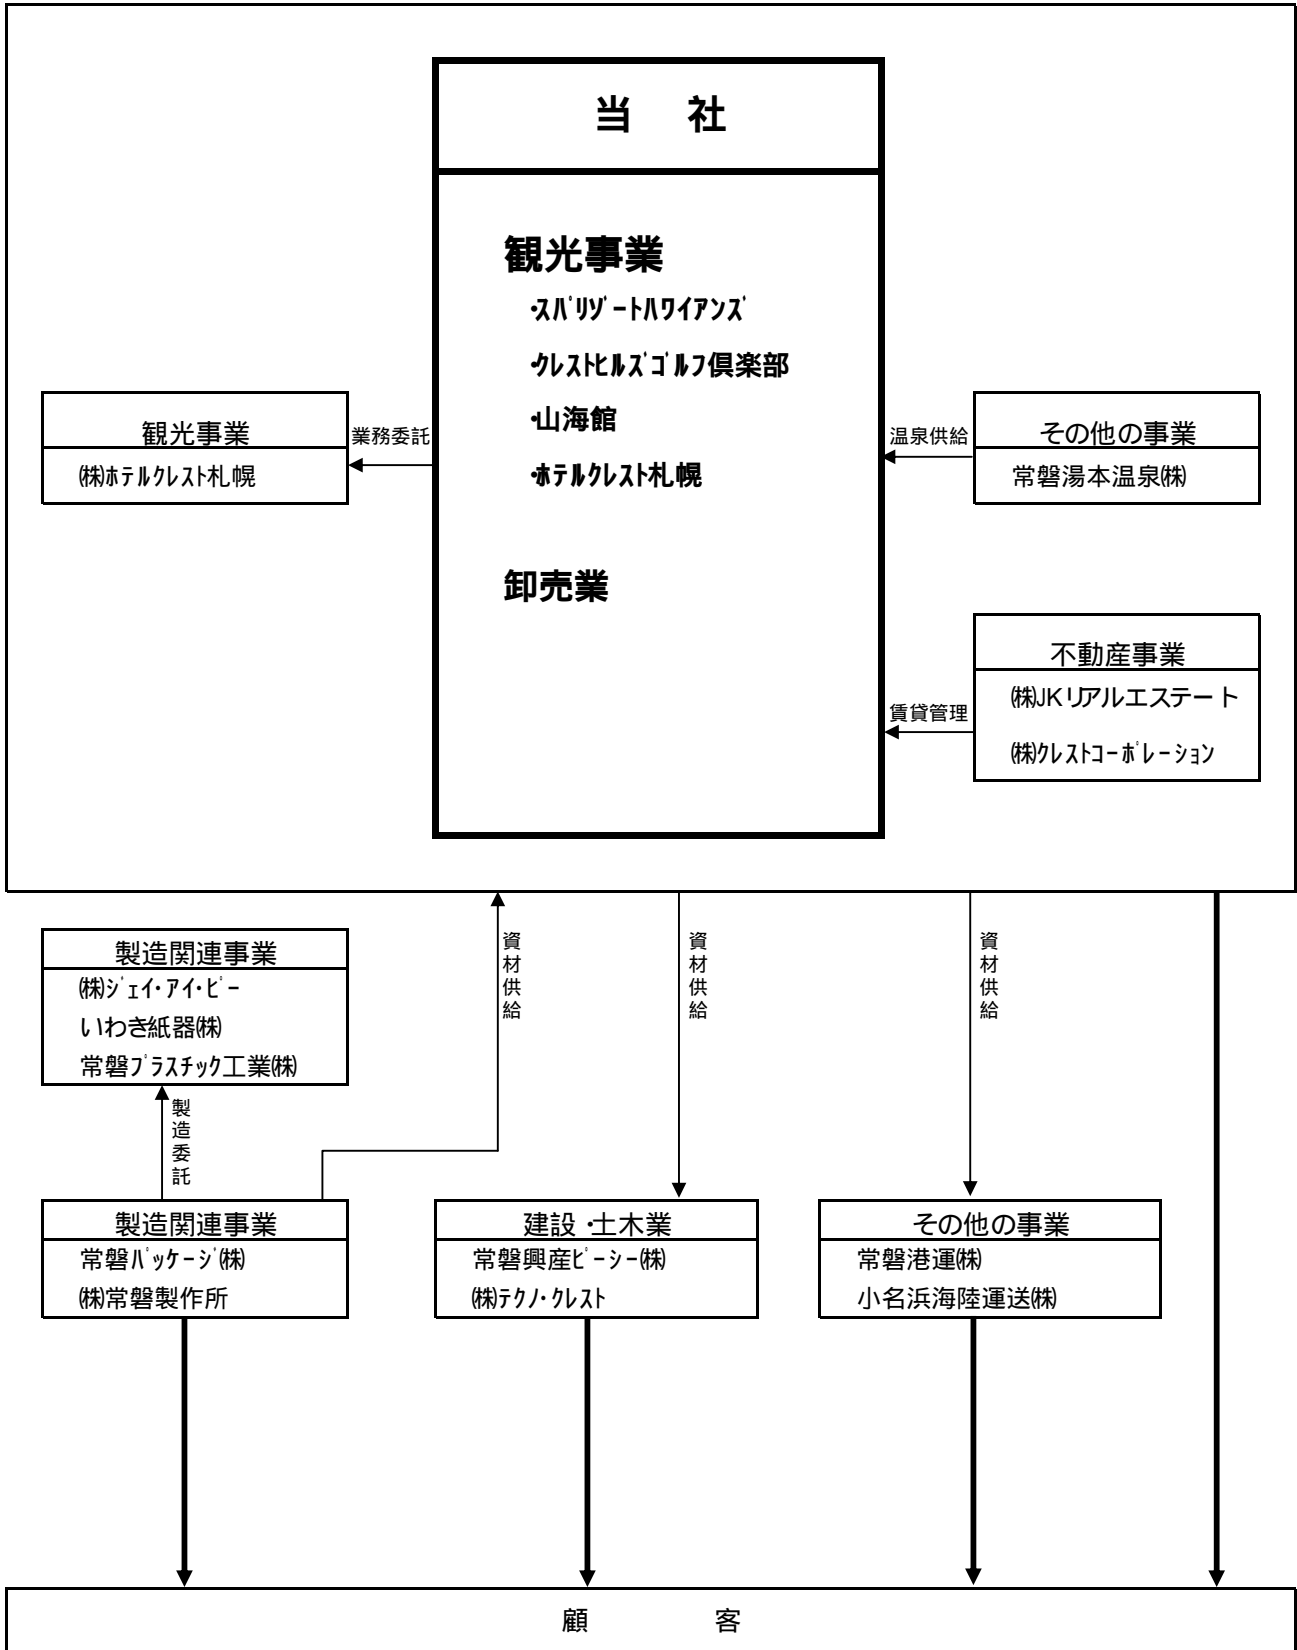 当 社
観光事業
・ｽﾊﾟﾘｿﾞｰﾄﾊﾜｲｱﾝｽﾞ
・ｸﾚｽﾄﾋﾙｽﾞｺﾞﾙﾌ倶楽部
・山海館
・ﾎﾃﾙｸﾚｽﾄ札幌
卸売業
観光事業
㈱ﾎﾃﾙｸﾚｽﾄ札幌
業務委託
温泉供給
その他の事業
常磐湯本温泉㈱
不動産事業
㈱JKリアルエステート
㈱ｸﾚｽﾄｺｰﾎﾟﾚｰｼｮﾝ
賃貸管理
製造関連事業
㈱ｼﾞｪｲ･ｱｲ･ﾋﾟｰ
いわき紙器㈱
常磐ﾌﾟﾗｽﾁｯｸ工業㈱
資材供給
資材供給
資材供給
製造委託
製造関連事業
常磐ﾊﾟｯｹｰｼﾞ㈱
㈱常磐製作所
建設・土木業
常磐興産ﾋﾟｰｼｰ㈱
㈱ﾃｸﾉ･ｸﾚｽﾄ
その他の事業
常磐港運㈱
小名浜海陸運送㈱
顧 客